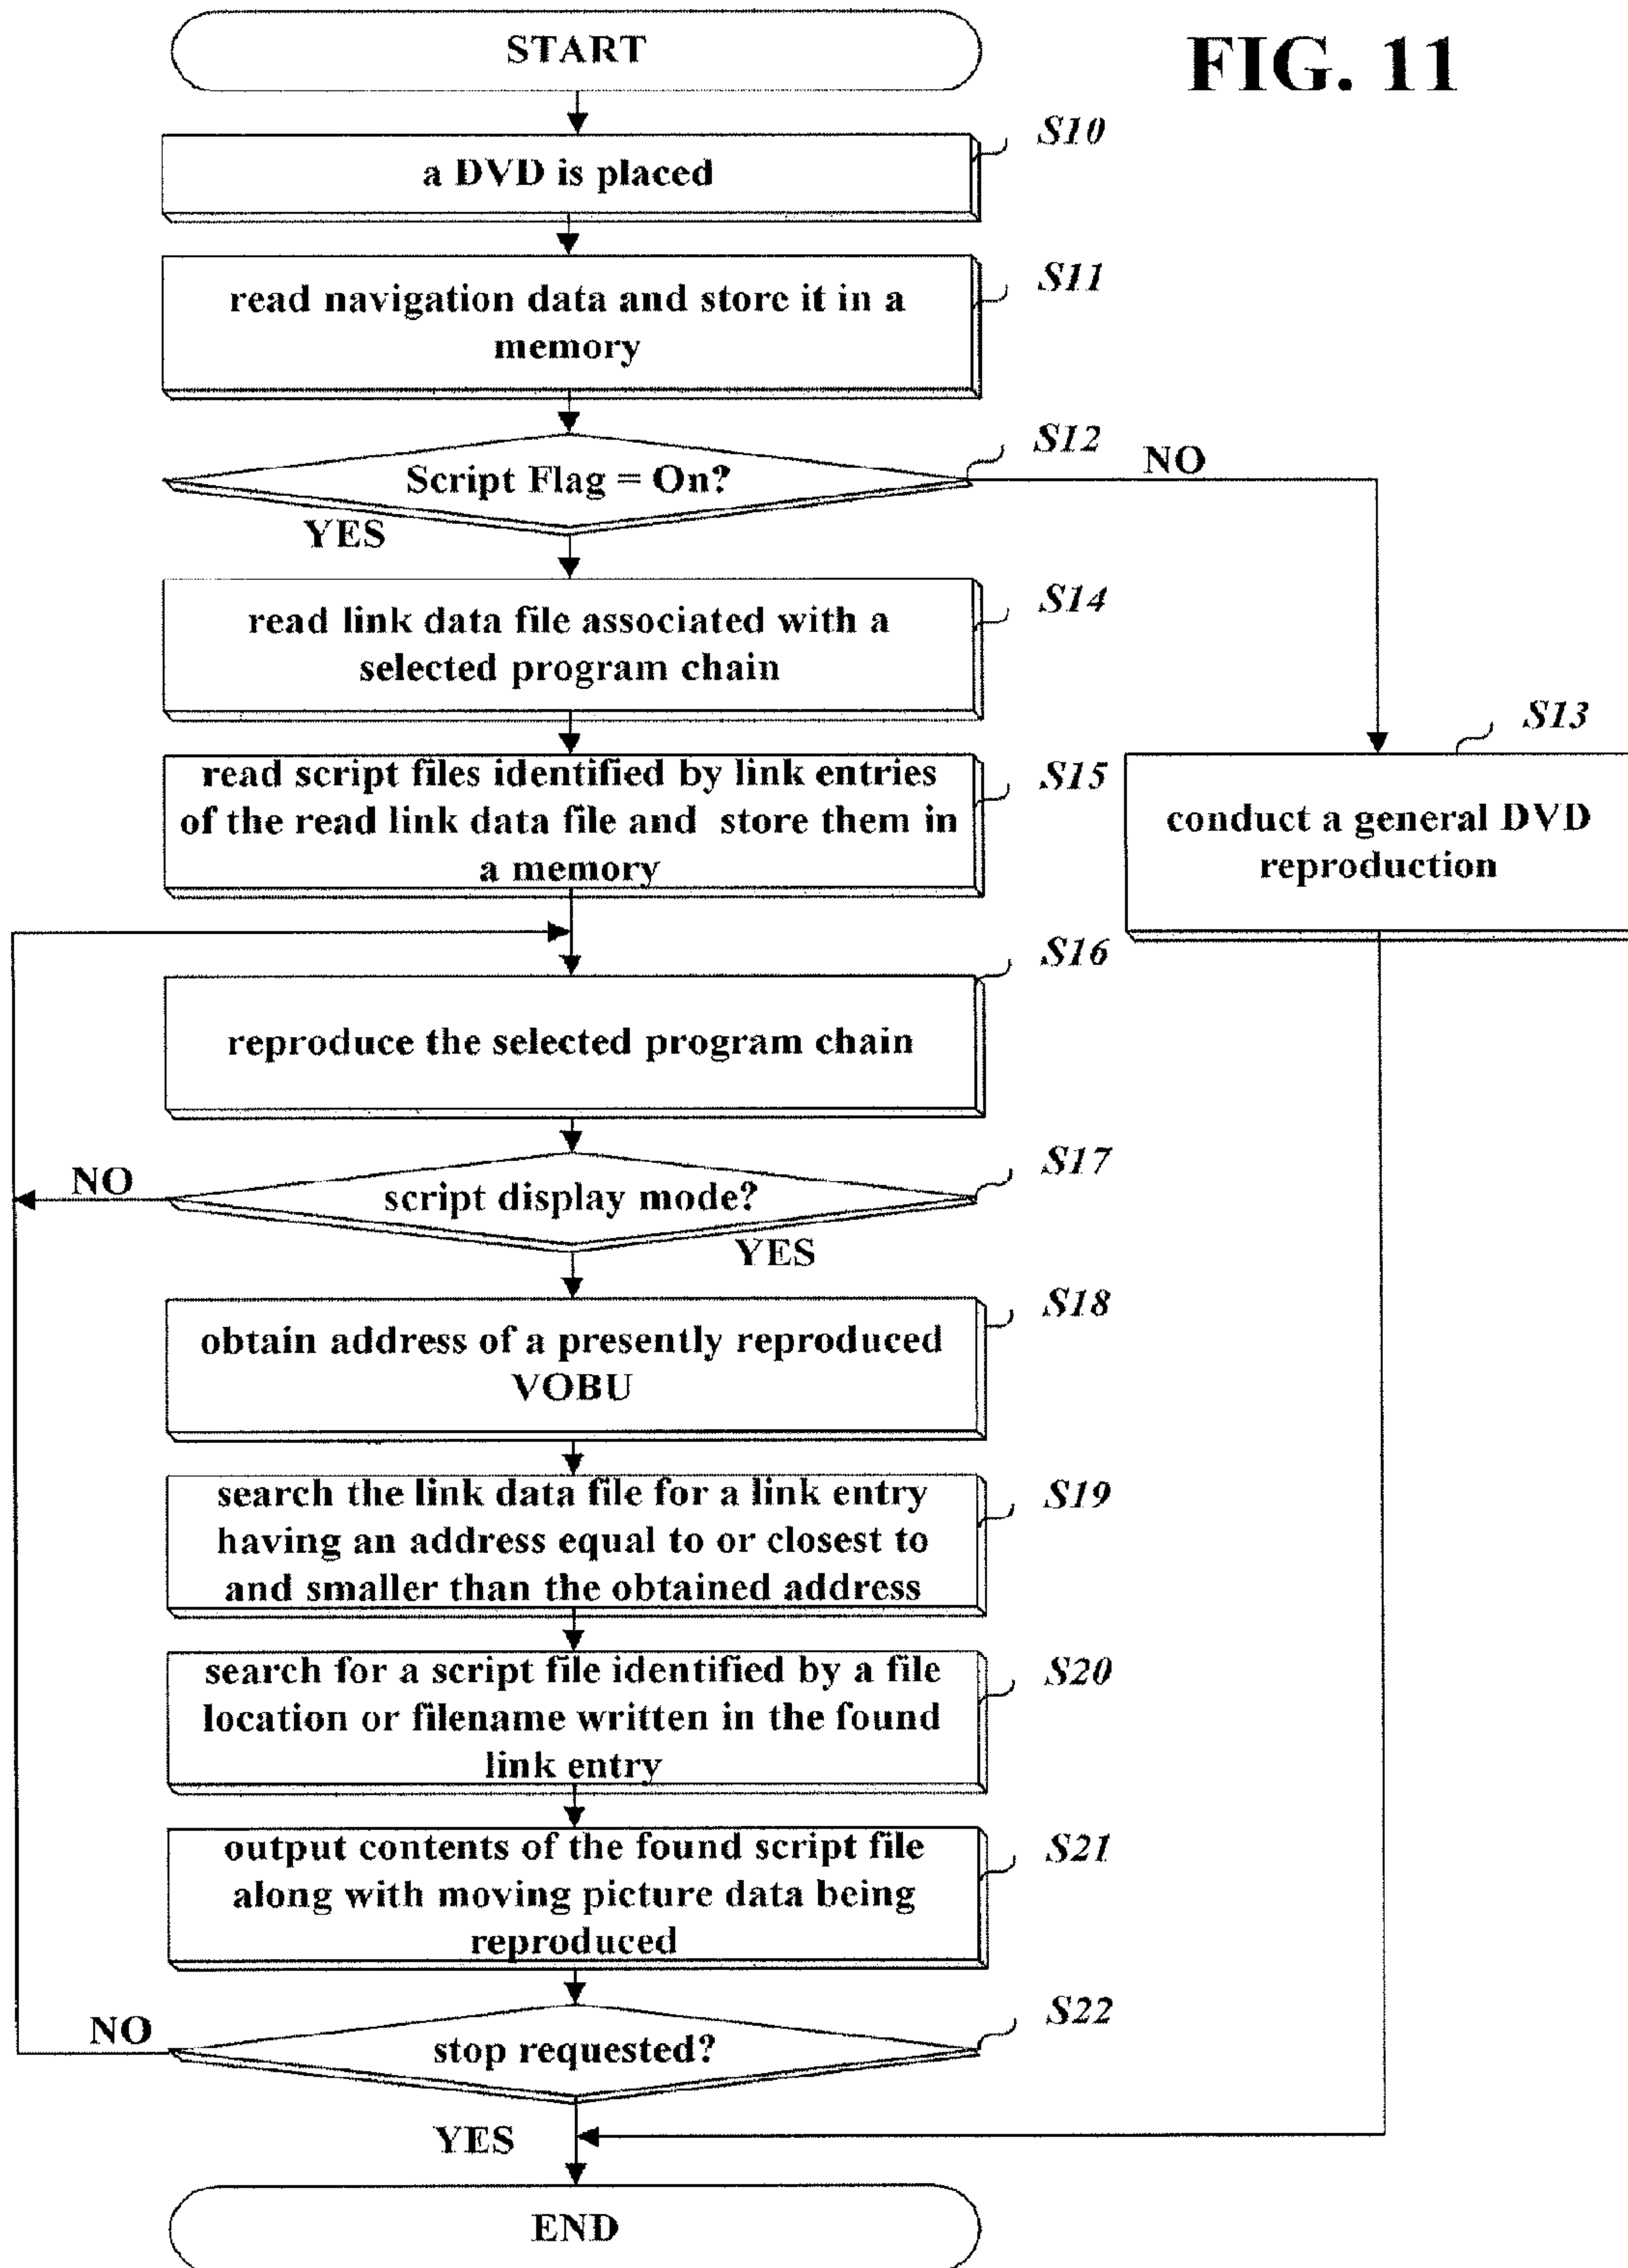 START
FIG. 11
S10
a DVD is placed
S11
read navigation data and store it in a
memory
S12
Script Flag = On?
NO
YES
S14
read link data file associated with a
selected program chain
S13
conduct a general DVD
reproduction
S15
read script files identified by link entries
of the read link data file and store them in
a memory
S16
reproduce the selected program chain
S17
NO
script display mode?
YES
S18
obtain address of a presently reproduced
VOBU
S19
search the link data file for a link entry
having an address equal to or closest to
and smaller than the obtained address
S20
search for a script file identified by a file
location or filename written in the found
link entry
S21
output contents of the found script file
along with moving picture data being
reproduced
S22
NO
stop requested?
YES
END